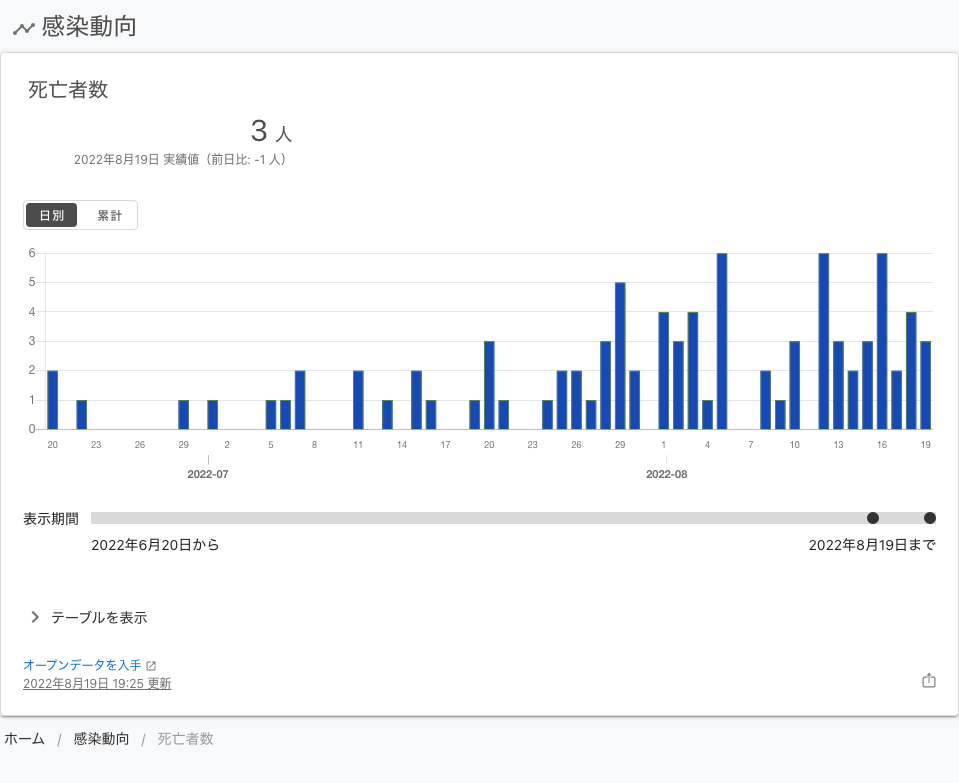 感染動向
死亡者数
3 人
2022年8月19日 実績値（前日比: -1 人）
日別 累計
6
5
4
3
2
1
0
20 23 26 29 2 5 8 11 14 17 20 23 26 29 1 4 7 10 13 16 19
2022-07 2022-08
表示期間
2022年6月20日から 2022年8月19日まで
テーブルを表示
オープンデータを入手
2022年8月19日 19:25 更新
ホーム / 感染動向 / 死亡者数